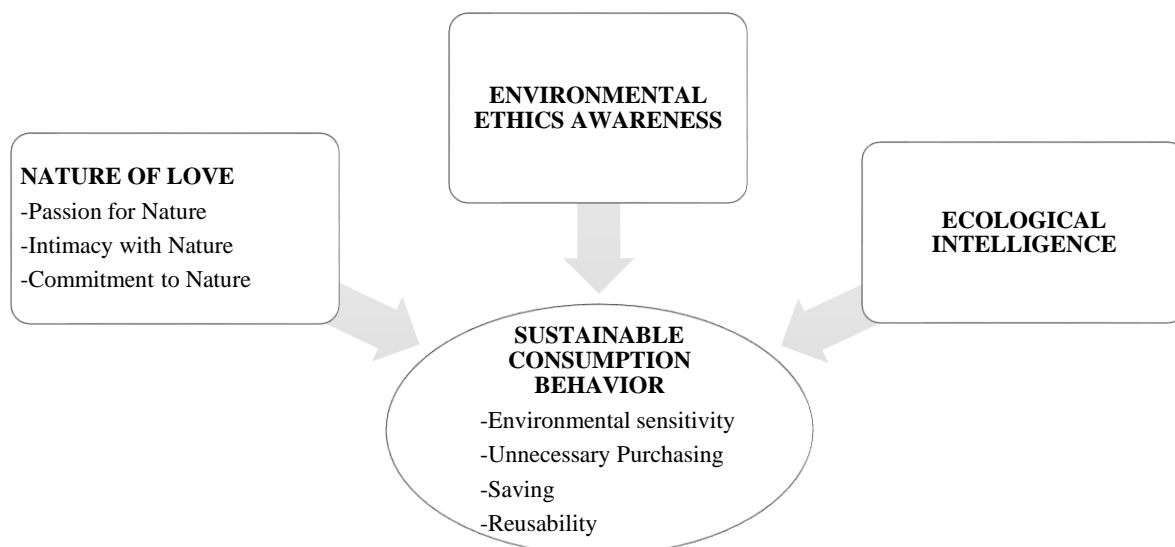 ENVIRONMENTAL
ETHICS AWARENESS
NATURE OF LOVE
-Passion for Nature
-Intimacy with Nature
-Commitment to Nature
ECOLOGICAL
INTELLIGENCE
SUSTAINABLE
CONSUMPTION
BEHAVIOR
-Environmental sensitivity
-Unnecessary Purchasing
-Saving
-Reusability